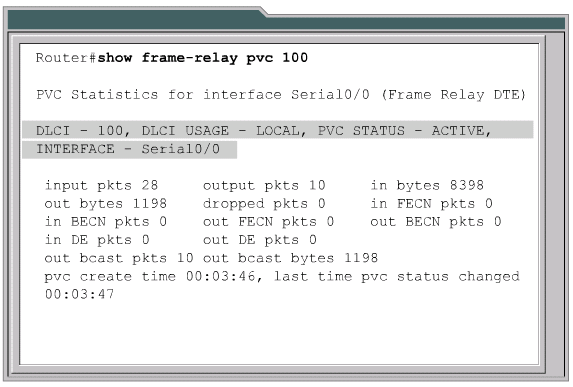 Router#show frame-relay pvc 100
PVC Statistics for interface Serial0/0 (Frame Relay DTE)
DLCI - 100, DLCI USAGE - LOCAL, PVC STATUS - ACTIVE,
INTERFACE - Serial0/0
input pkts 28 output pkts 10 in bytes 8398
out bytes 1198 dropped pkts 0 in FECN pkts 0
in BECN pkts 0 out FECN pkts 0 out BECN pkts 0
in DE pkts 0 out DE pkts 0
out bcast pkts 10 out bcast bytes 1198
pvc create time 00:03:46, last time pvc status changed
00:03:47